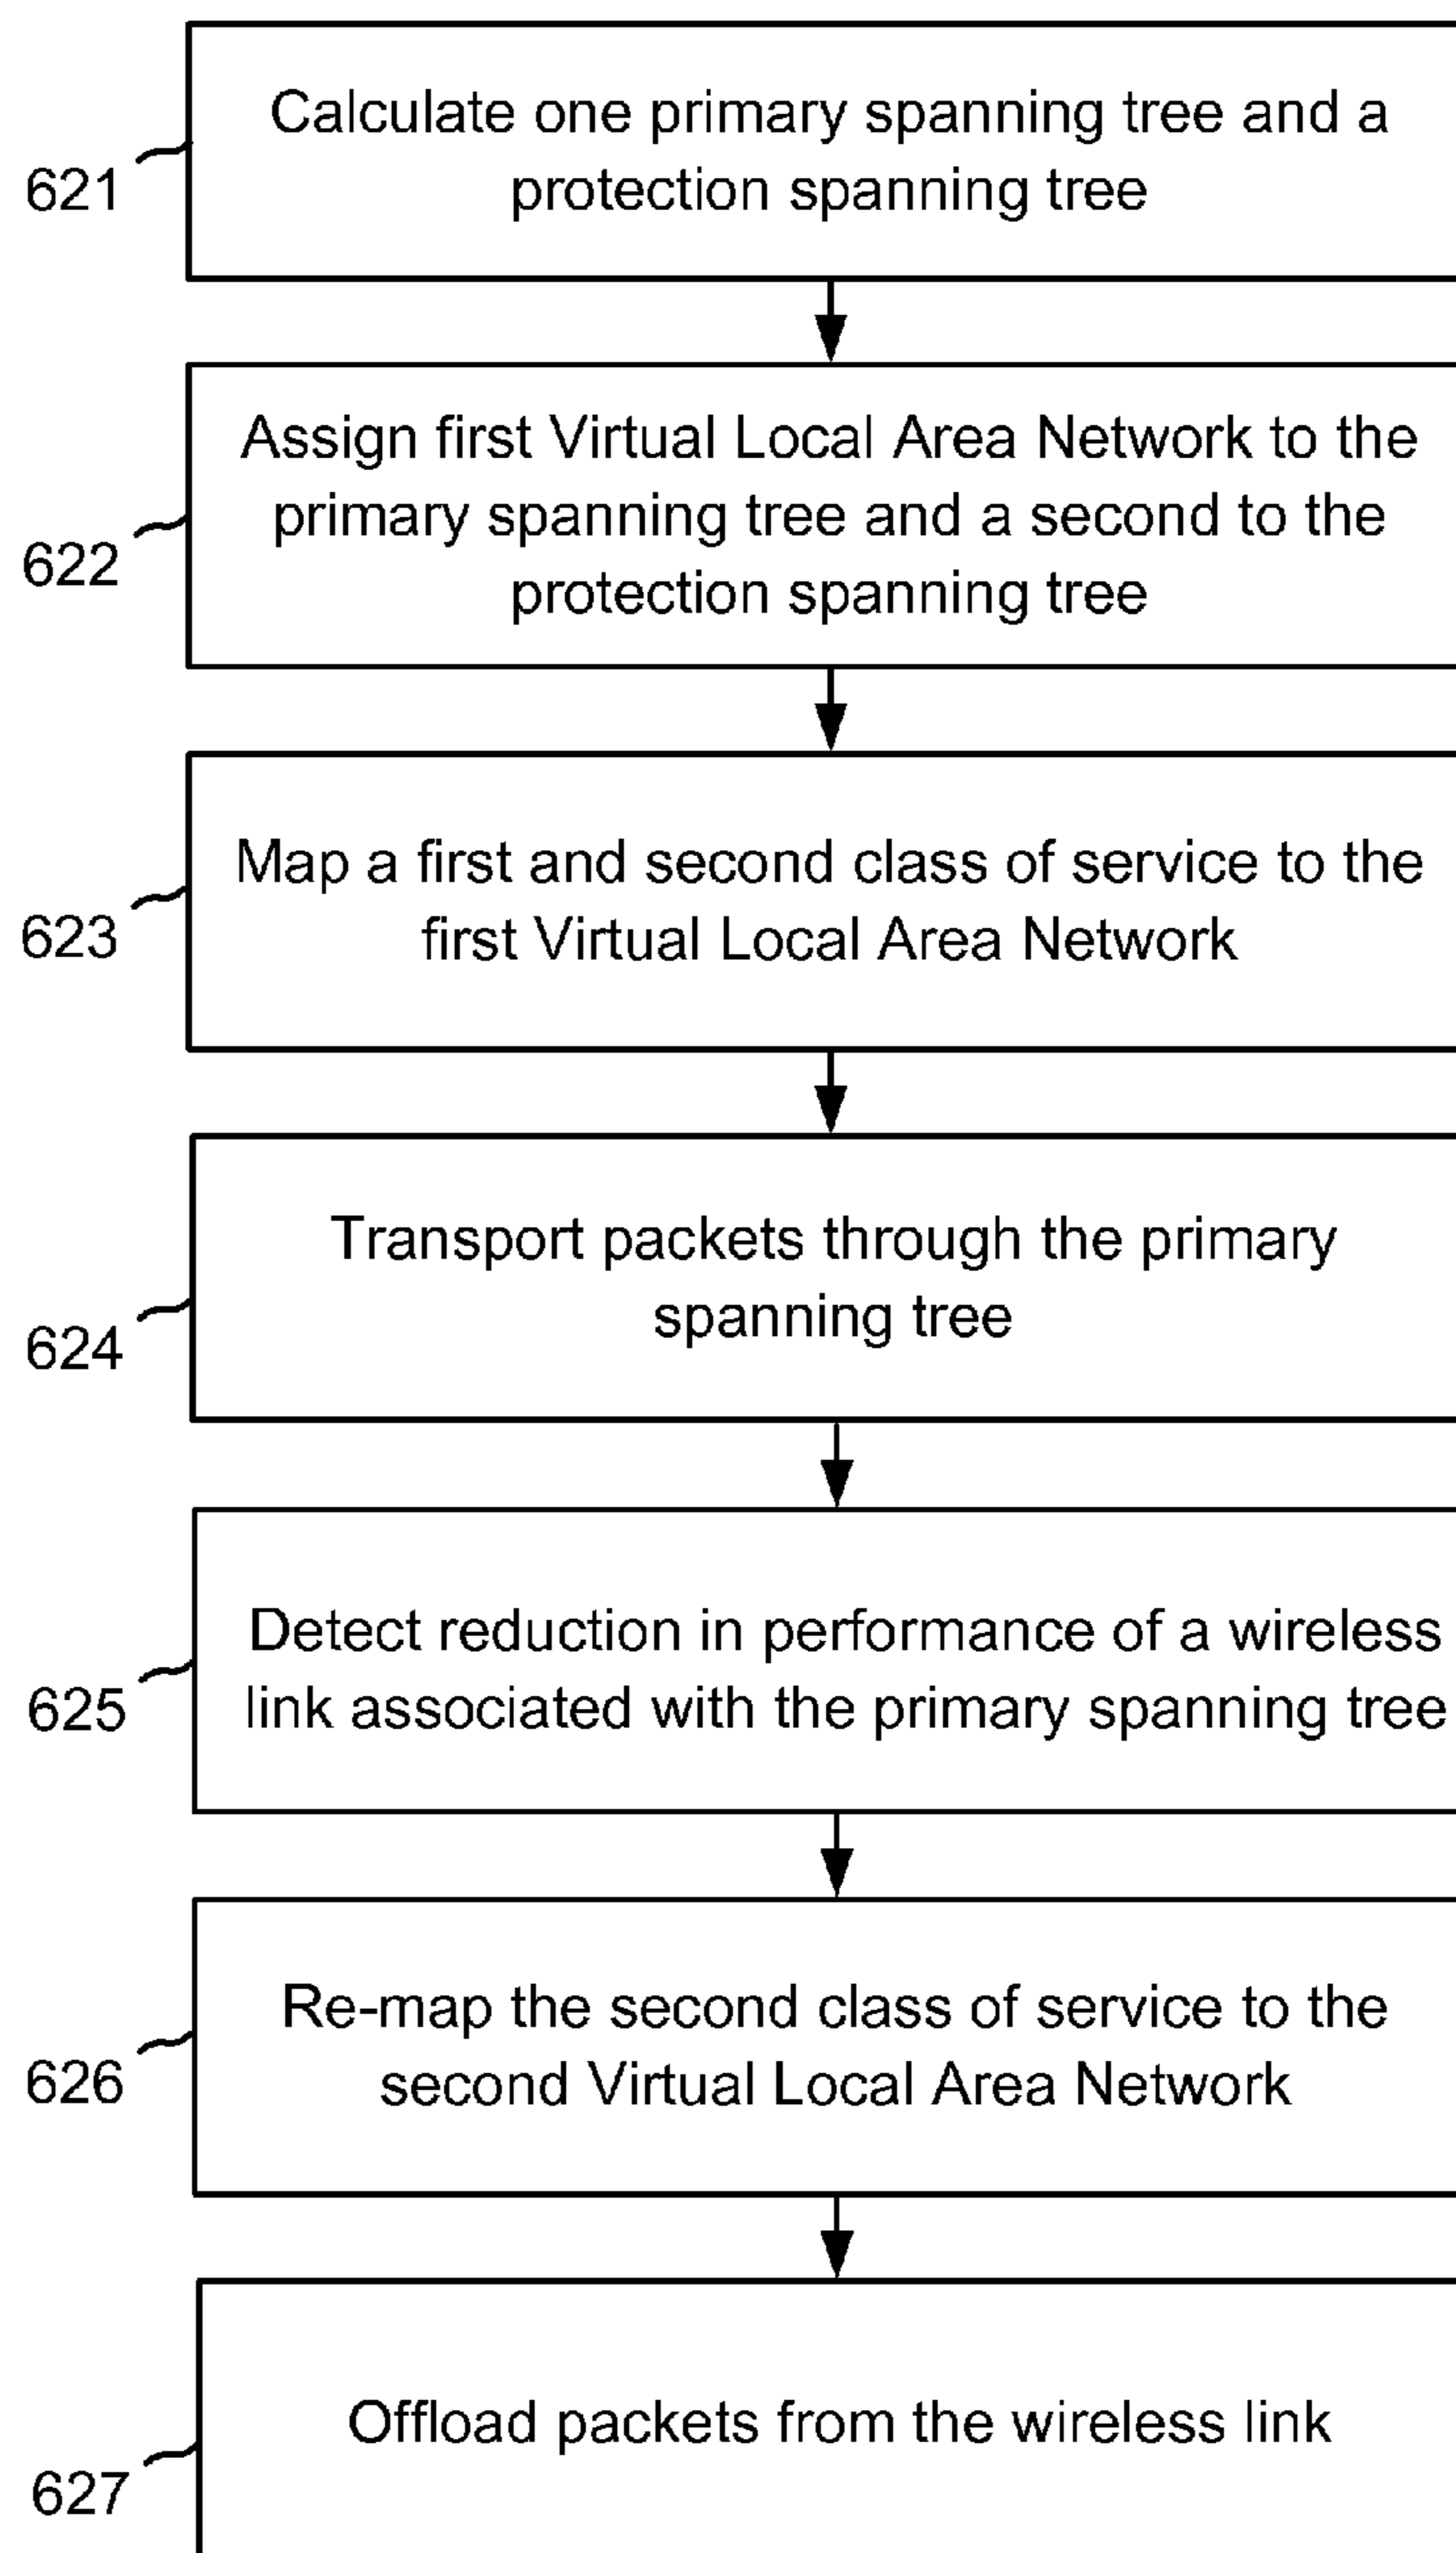 Calculate one primary spanning tree and a
protection spanning tree
621
Assign first Virtual Local Area Network to the
primary spanning tree and a second to the
protection spanning tree
622
Map a first and second class of service to the
first Virtual Local Area Network
623
Transport packets through the primary
spanning tree
624
Detect reduction in performance of a wireless
link associated with the primary spanning tree
625
Re-map the second class of service to the
second Virtual Local Area Network
626
Offload packets from the wireless link
627